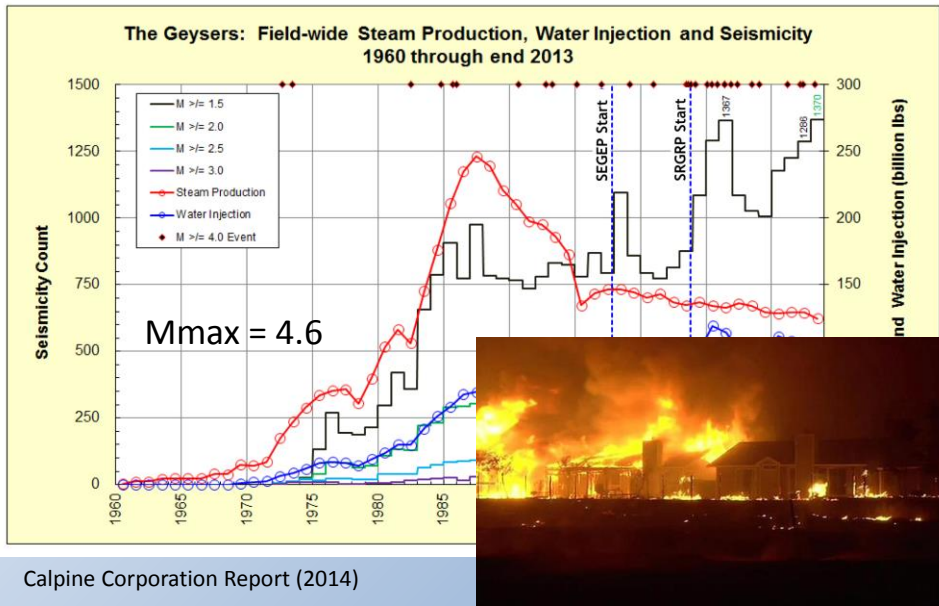 The Geysers: Field-wide Steam Production, Water Injection and Seismicity
1960 through end 2013
1500
1250
1000
750
500
250
0
Seismicity Count
M >/= 1.5
M >/= 2.0
M >/= 2.5
M >/= 3.0
Steam Production
Water Injection
M >/= 4.0 Event
Mmax = 4.6
SEGEP Start
SRGRP Start
1367
1286
1370
300
250
200
150
nd Water Injection (billion lbs)
1960
1965
1970
1975
1980
1985
Calpine Corporation Report (2014)